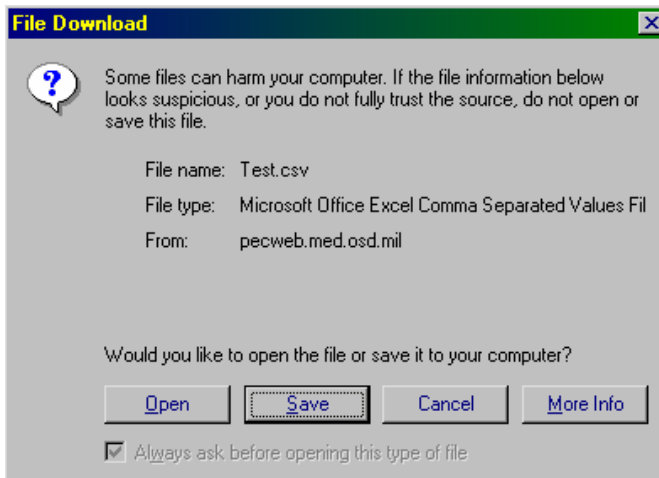 File Download
Some files can harm your computer. If the file information below
looks suspicious, or you do not fully trust the source, do not open or
save this file.
File name: Test.csv
File type: Microsoft Office Excel Comma Separated Values Fil
From: pecweb.med.osd.mil
Would you like to open the file or save it to your computer?
Open Save Cancel More Info
Always ask before opening this type of file